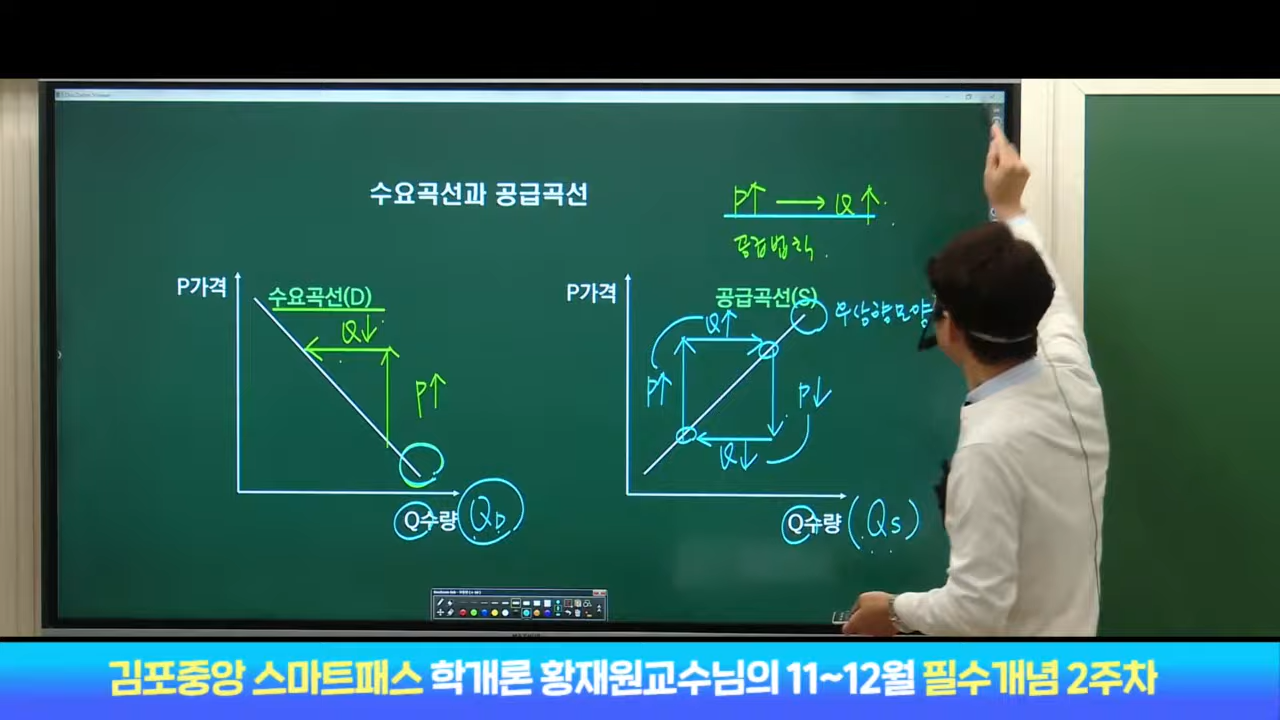 수요곡선과 공급곡선
P↑ → Q↑
공급법칙
P가격
수요곡선(D)
Q↓
P↑
Q수량
QD
P가격
공급곡선(S)
우상향모양
Q↑
P↑
P↓
Q↓
Q수량
(QS)
김포중앙 스마트패스 학개론 황재원교수님의 11~12월 필수개념 2주차